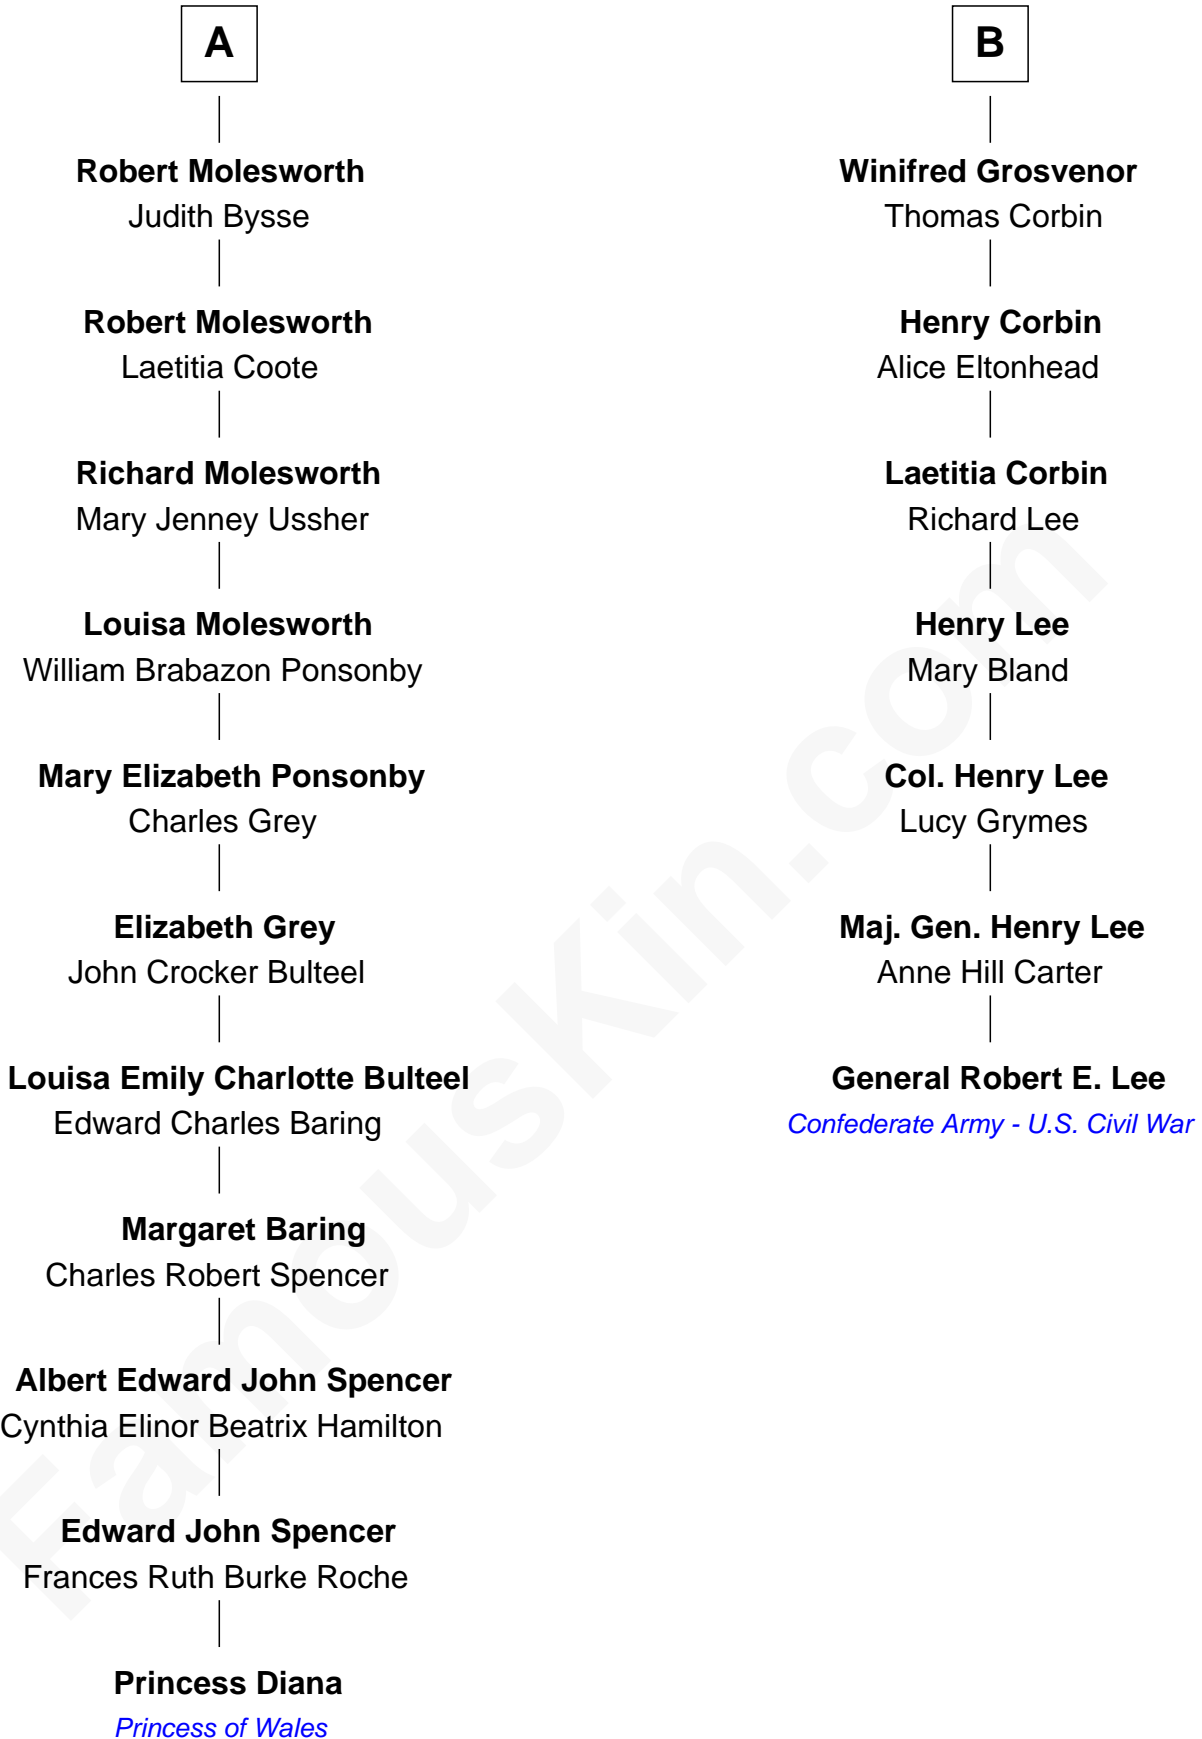 A
Robert Molesworth
Judith Bysse
Robert Molesworth
Laetitia Coote
Richard Molesworth
Mary Jenney Ussher
Louisa Molesworth
William Brabazon Ponsonby
Mary Elizabeth Ponsonby
Charles Grey
Elizabeth Grey
John Crocker Bulteel
Louisa Emily Charlotte Bulteel
Edward Charles Baring
Margaret Baring
Charles Robert Spencer
Albert Edward John Spencer
Cynthia Elinor Beatrix Hamilton
Edward John Spencer
Frances Ruth Burke Roche
Princess Diana
Princess of Wales
B
Winifred Grosvenor
Thomas Corbin
Henry Corbin
Alice Eltonhead
Laetitia Corbin
Richard Lee
Henry Lee
Mary Bland
Col. Henry Lee
Lucy Grymes
Maj. Gen. Henry Lee
Anne Hill Carter
General Robert E. Lee
Confederate Army - U.S. Civil War
FamousKin.com